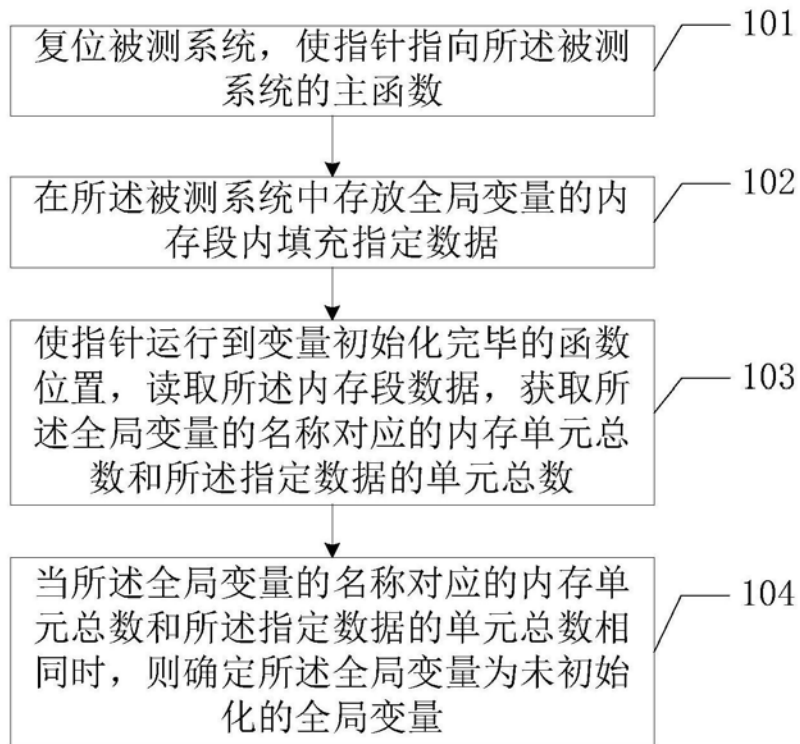 复位被测系统，使指针指向所述被测
系统的主函数
101
在所述被测系统中存放全局变量的内
存段内填充指定数据
102
使指针运行到变量初始化完毕的函数
位置，读取所述内存段数据，获取所
述全局变量的名称对应的内存单元总
数和所述指定数据的单元总数
103
当所述全局变量的名称对应的内存单
元总数和所述指定数据的单元总数相
同时，则确定所述全局变量为未初始
化的全局变量
104